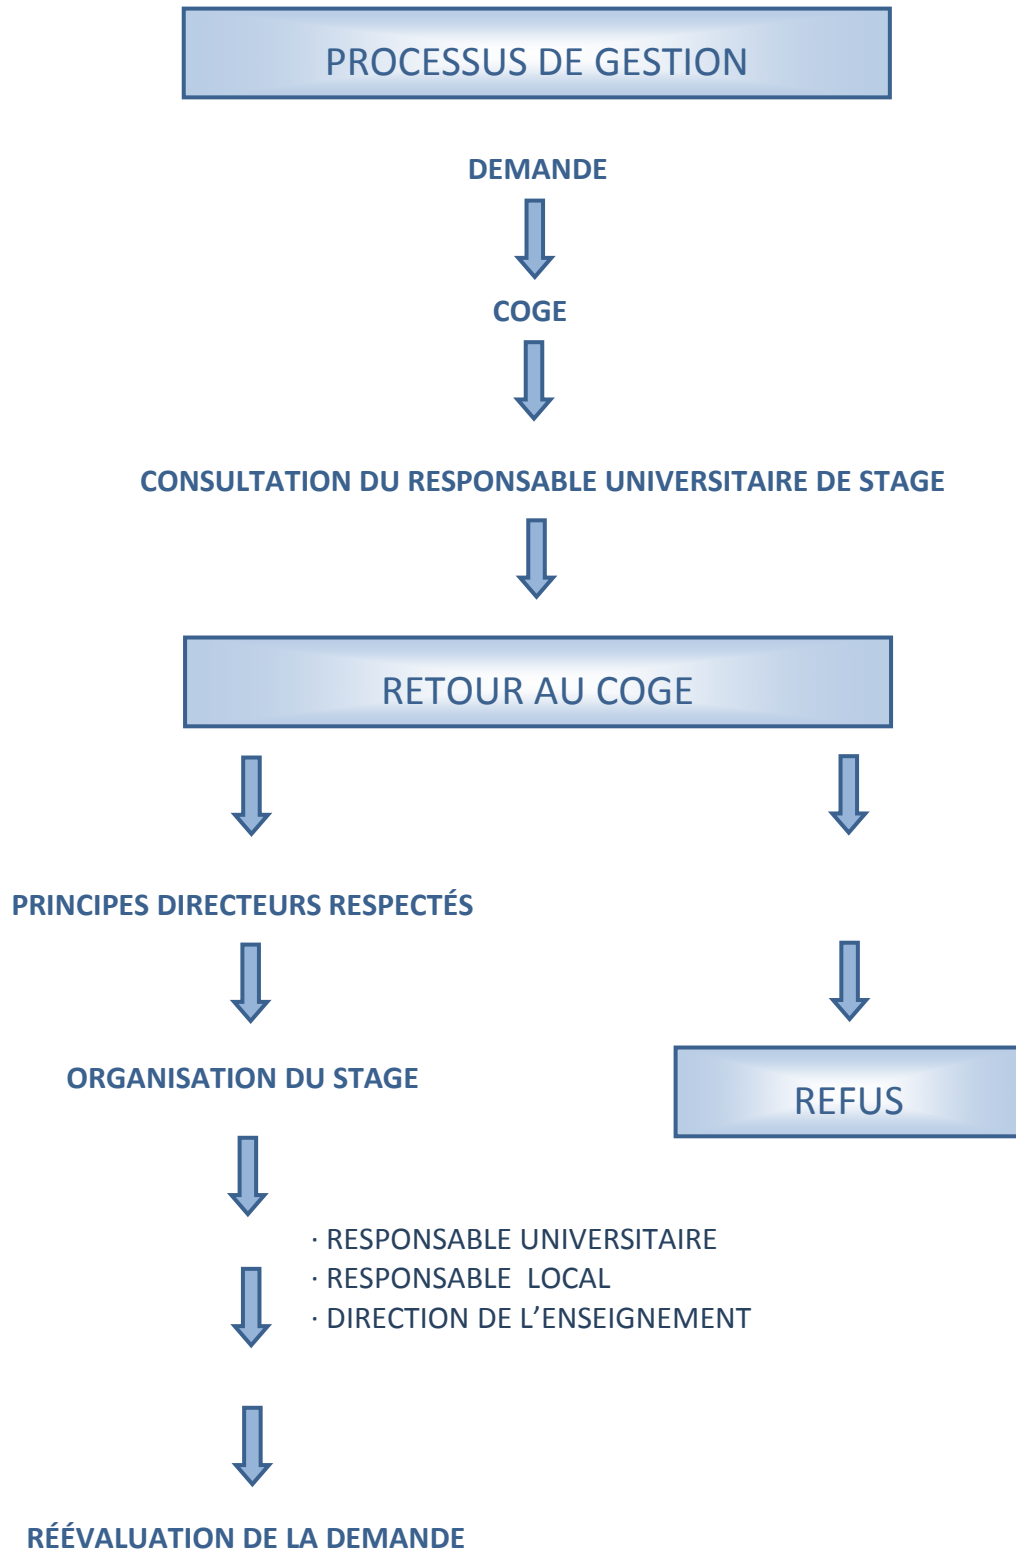 PROCESSUS DE GESTION
DEMANDE
COGE
CONSULTATION DU RESPONSABLE UNIVERSITAIRE DE STAGE
RETOUR AU COGE
PRINCIPES DIRECTEURS RESPECTÉS
ORGANISATION DU STAGE
REFUS
· RESPONSABLE UNIVERSITAIRE
· RESPONSABLE LOCAL
· DIRECTION DE L’ENSEIGNEMENT
RÉÉVALUATION DE LA DEMANDE